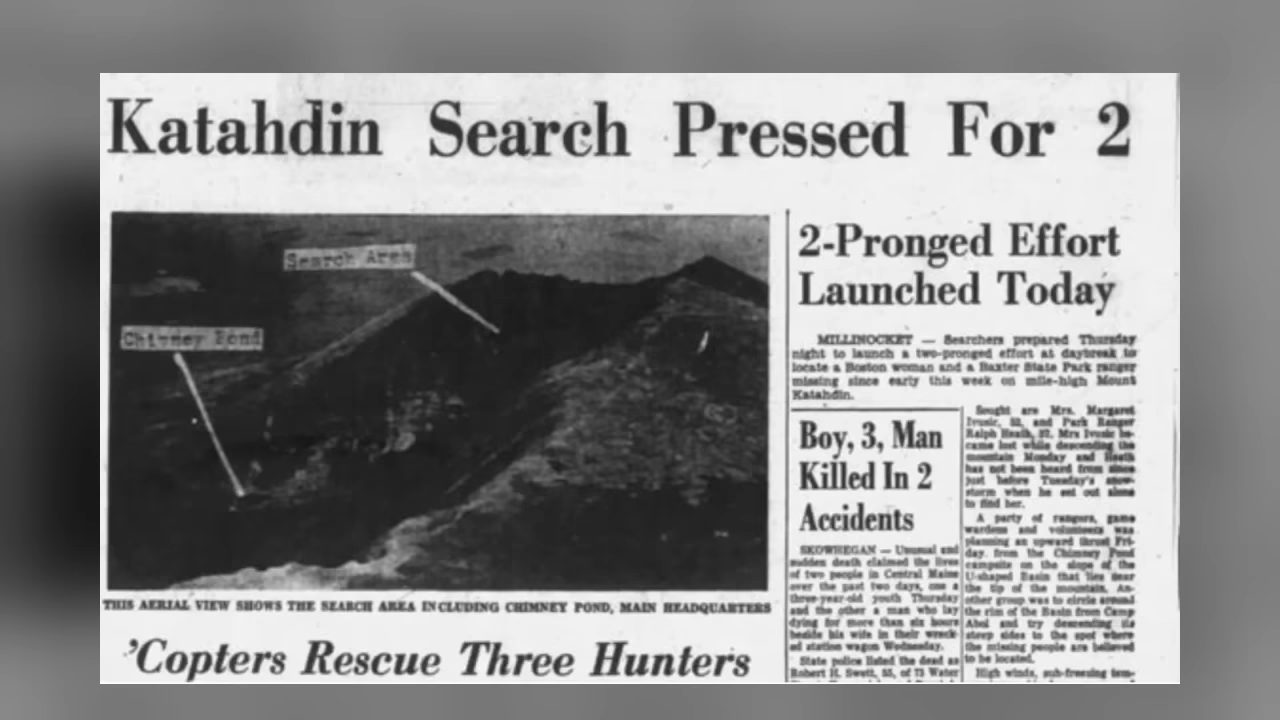 Katahdin Search Pressed For 2
Search Area
Chimney Pond
THIS AERIAL VIEW SHOWS THE SEARCH AREA INCLUDING CHIMNEY POND, MAIN HEADQUARTERS
'Copters Rescue Three Hunters
2-Pronged Effort
Launched Today
MILLINOCKET — Searchers prepared Thursday
night to launch a two-pronged effort at daybreak to
locate a Boston woman and a Baxter State Park ranger
missing since early this week on mile-high Mount
Katahdin.
Boy, 3, Man
Killed In 2
Accidents
SKOWHEGAN — Unusual and
sudden death claimed the lives
of two people in Central Maine
over the past two days, one a
three-year-old youth Thursday
and the other a man who lay
dying for more than six hours
beside his wife in their wreck-
ed station wagon Wednesday.
State police listed the dead as
Robert H. Swett, 55, of 73 Water
Sought are Mrs. Margaret
Ivusic, 52, and Park Ranger
Ralph Heath, 37. Mrs Ivusic be-
came lost while descending the
mountain Monday and Heath
has not been heard from since
just before Tuesday's snow-
storm when he set out alone
to find her.
A party of rangers, game
wardens and volunteers was
planning an upward thrust Fri-
day from the Chimney Pond
campsite on the slope of the
U-shaped Basin that lies near
the tip of the mountain. An-
other group was to circle around
the rim of the Basin from Camp
Abol and try descending its
steep sides to the spot where
the missing people are believed
to be located.
High winds, sub-freezing tem-